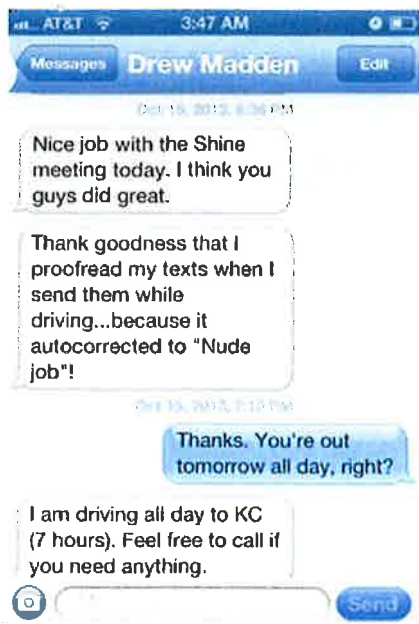 AT&T 3:47 AM
Messages Drew Madden Edit
Nice job with the Shine
meeting today. I think you
guys did great.
Thank goodness that I
proofread my texts when I
send them while
driving...because it
autocorrected to "Nude
job"!
Thanks. You're out
tomorrow all day, right?
I am driving all day to KC
(7 hours). Feel free to call if
you need anything.
Send